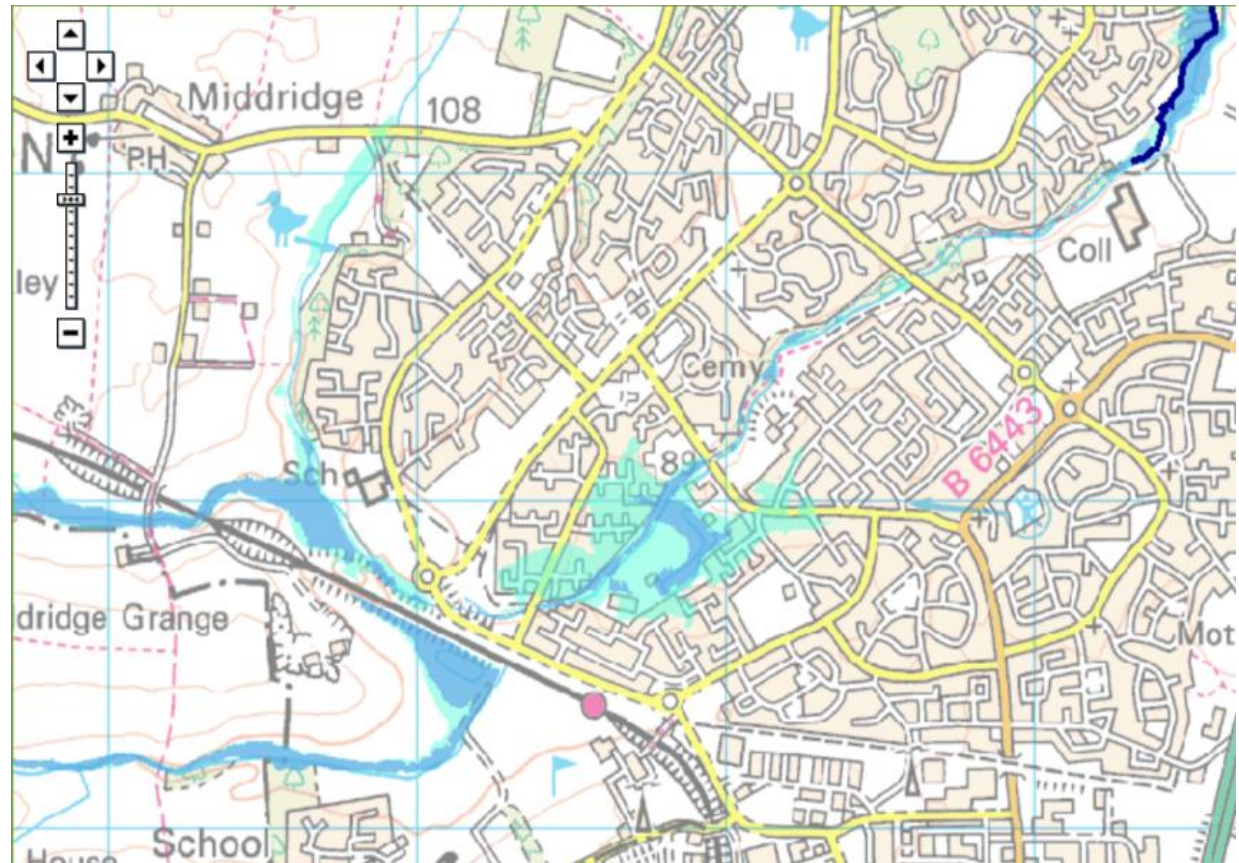 Middridge
108
N
PH
ley
Coll
Cemy
B 6443
Sch
89
dridge Grange
Mot
School
House